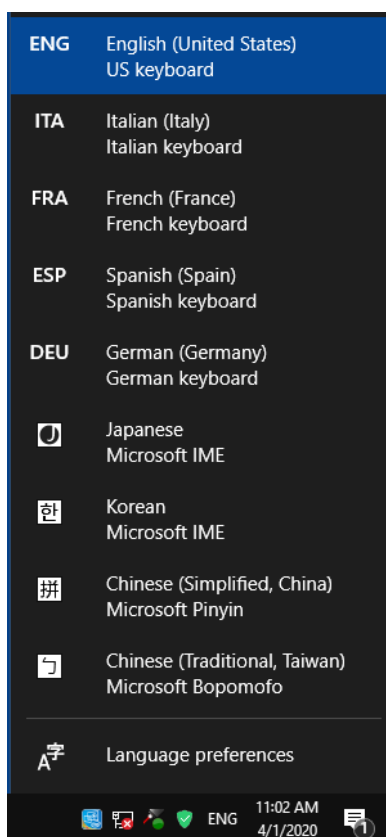 ENG English (United States)
US keyboard
ITA Italian (Italy)
Italian keyboard
FRA French (France)
French keyboard
ESP Spanish (Spain)
Spanish keyboard
DEU German (Germany)
German keyboard
J Japanese
Microsoft IME
한 Korean
Microsoft IME
拼 Chinese (Simplified, China)
Microsoft Pinyin
ㄅ Chinese (Traditional, Taiwan)
Microsoft Bopomofo
A字 Language preferences
ENG 11:02 AM
4/1/2020 1